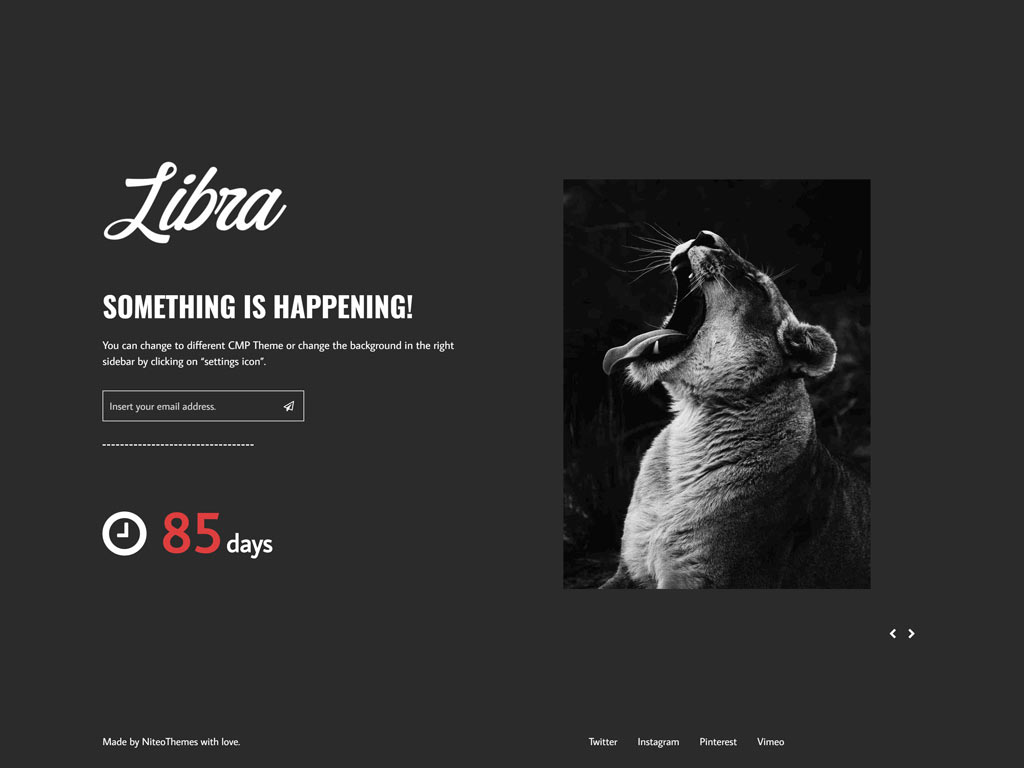 Libra
SOMETHING IS HAPPENING!
You can change to different CMP Theme or change the background in the right
sidebar by clicking on “settings icon”.
Insert your email address.
85 days
Made by NiteoThemes with love.
Twitter Instagram Pinterest Vimeo